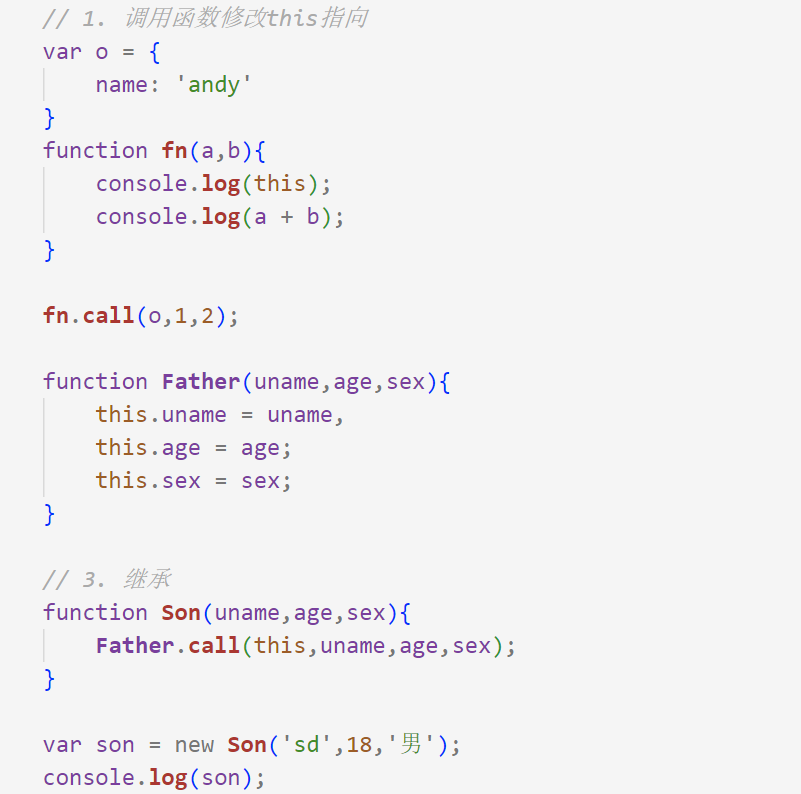 // 1. 调用函数修改this指向
var o = {
    name: 'andy'
}
function fn(a,b){
    console.log(this);
    console.log(a + b);
}
fn.call(o,1,2);
function Father(uname,age,sex){
    this.uname = uname,
    this.age = age;
    this.sex = sex;
}
// 3. 继承
function Son(uname,age,sex){
    Father.call(this,uname,age,sex);
}
var son = new Son('sd',18,'男');
console.log(son);